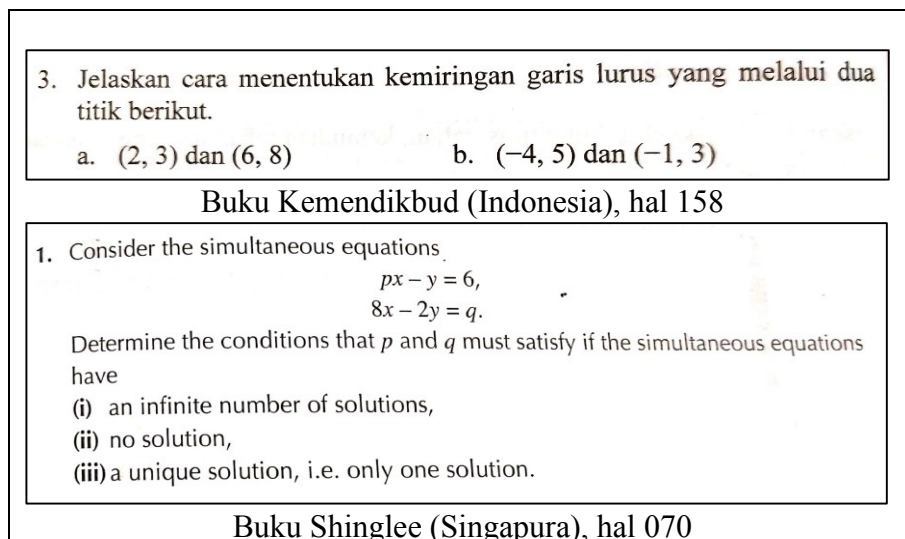 3. Jelaskan cara menentukan kemiringan garis lurus yang melalui dua
titik berikut.
a. (2, 3) dan (6, 8) b. (−4, 5) dan (−1, 3)
Buku Kemendikbud (Indonesia), hal 158
1. Consider the simultaneous equations
px − y = 6,
8x − 2y = q.
Determine the conditions that p and q must satisfy if the simultaneous equations
have
(i) an infinite number of solutions,
(ii) no solution,
(iii) a unique solution, i.e. only one solution.
Buku Shinglee (Singapura), hal 070